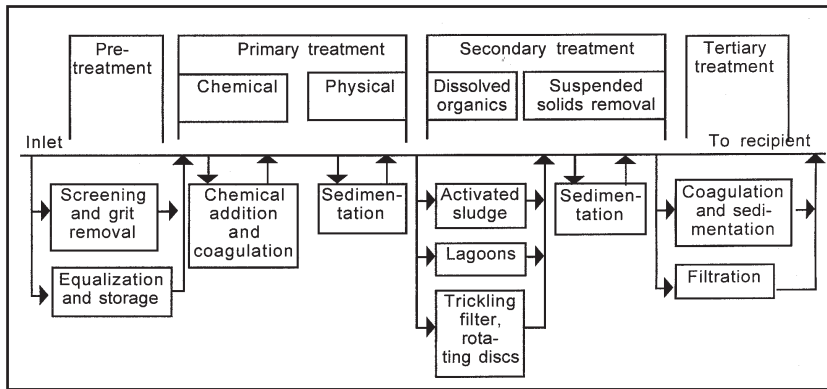 Pre-
treatment
Primary treatment
Chemical
Physical
Secondary treatment
Dissolved
organics
Suspended
solids removal
Tertiary
treatment
Inlet
To recipient
Screening
and grit
removal
Equalization
and storage
Chemical
addition
and
coagulation
Sedimen-
tation
Activated
sludge
Lagoons
Trickling
filter,
rota-
ting discs
Sedimen-
tation
Coagulation
and sedi-
mentation
Filtration